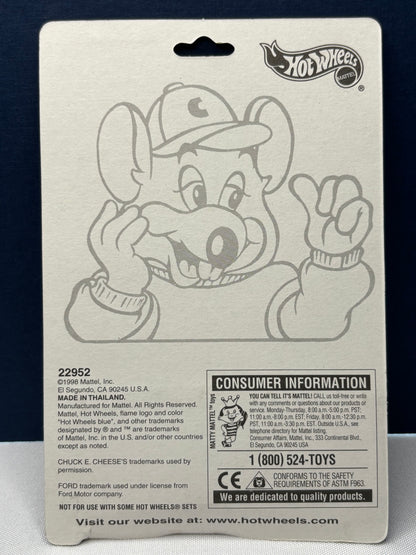 HOT WHEELS
MATTEL
®
C
22952
©1998 Mattel, Inc.
El Segundo, CA 90245 U.S.A.
MADE IN THAILAND.
Manufactured for Mattel. All Rights Reserved.
Mattel, Hot Wheels, flame logo and color
"Hot Wheels blue", and other trademarks
designated by ® and ™ are trademarks
of Mattel, Inc. in the U.S. and/or other countries
except as noted.
CHUCK E. CHEESE'S trademarks used by
permission.
FORD trademark used under license from
Ford Motor company.
NOT FOR USE WITH SOME HOT WHEELS® SETS
CONSUMER INFORMATION
MATTY MATTEL™ toys
YOU CAN TELL IT'S MATTEL! CALL us toll-free or write
with any comments or questions about our products or
service. Monday-Thursday, 8:00 a.m.-5:00 p.m. PST;
11:00 a.m.-8:00 p.m. EST; Friday, 8:00 a.m.-12:30 p.m.
PST; 11:00 a.m.-3:30 p.m. EST. Outside U.S.A., see
telephone directory for Mattel listing.
Consumer Affairs, Mattel, Inc., 333 Continental Blvd.,
El Segundo, CA 90245 U.S.A.
1 (800) 524-TOYS
CE
CONFORMS TO THE SAFETY
REQUIREMENTS OF ASTM F963.
We are dedicated to quality products.
Visit our website at: www.hotwheels.com